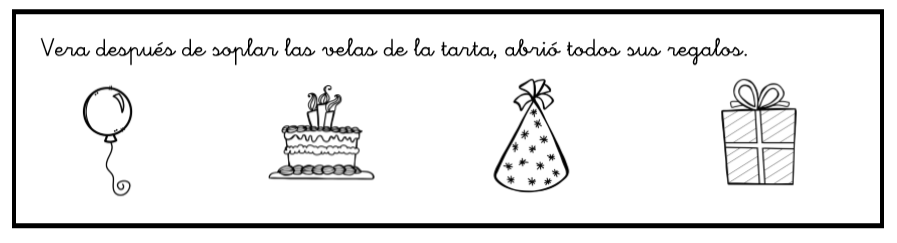 Vera después de soplar las velas de la tarta, abrió todos sus regalos.